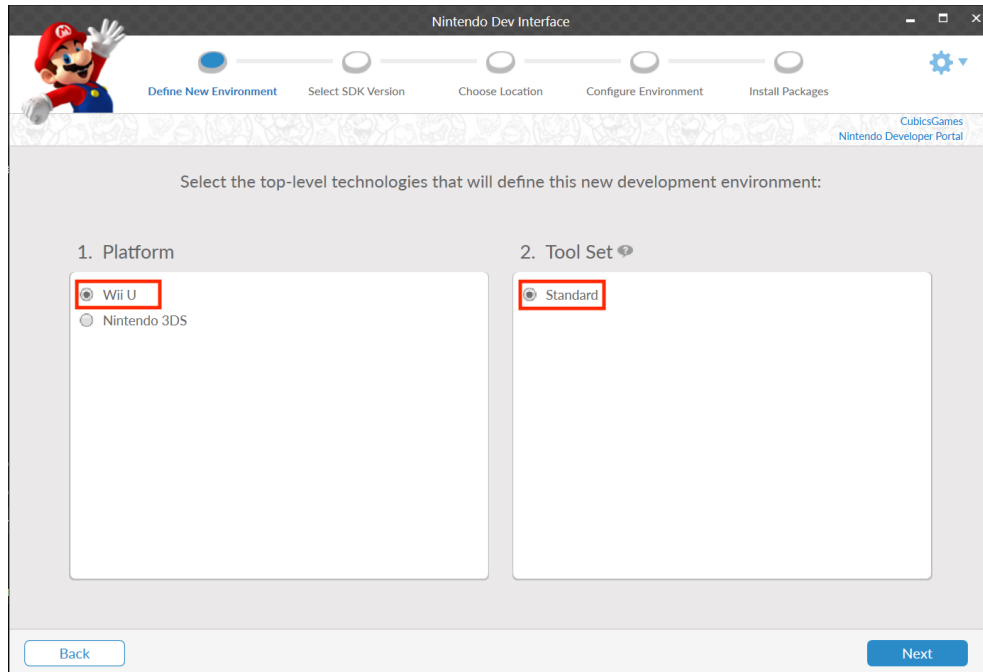 Nintendo Dev Interface
Define New Environment
Select SDK Version
Choose Location
Configure Environment
Install Packages
CubicsGames
Nintendo Developer Portal
Select the top-level technologies that will define this new development environment:
1. Platform
Wii U
Nintendo 3DS
2. Tool Set
Standard
Back
Next